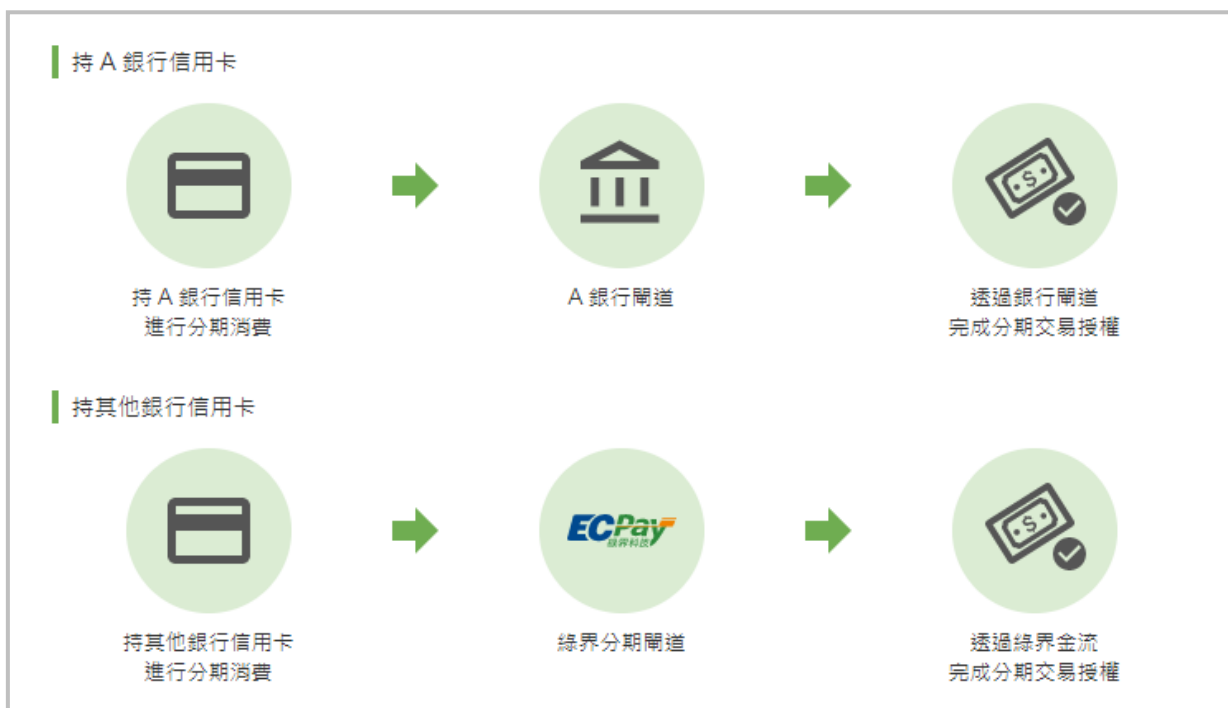 持 A 銀行信用卡
持 A 銀行信用卡
進行分期消費
A 銀行閘道
透過銀行閘道
完成分期交易授權
持其他銀行信用卡
ECPay
綠界科技
持其他銀行信用卡
進行分期消費
綠界分期閘道
透過綠界金流
完成分期交易授權